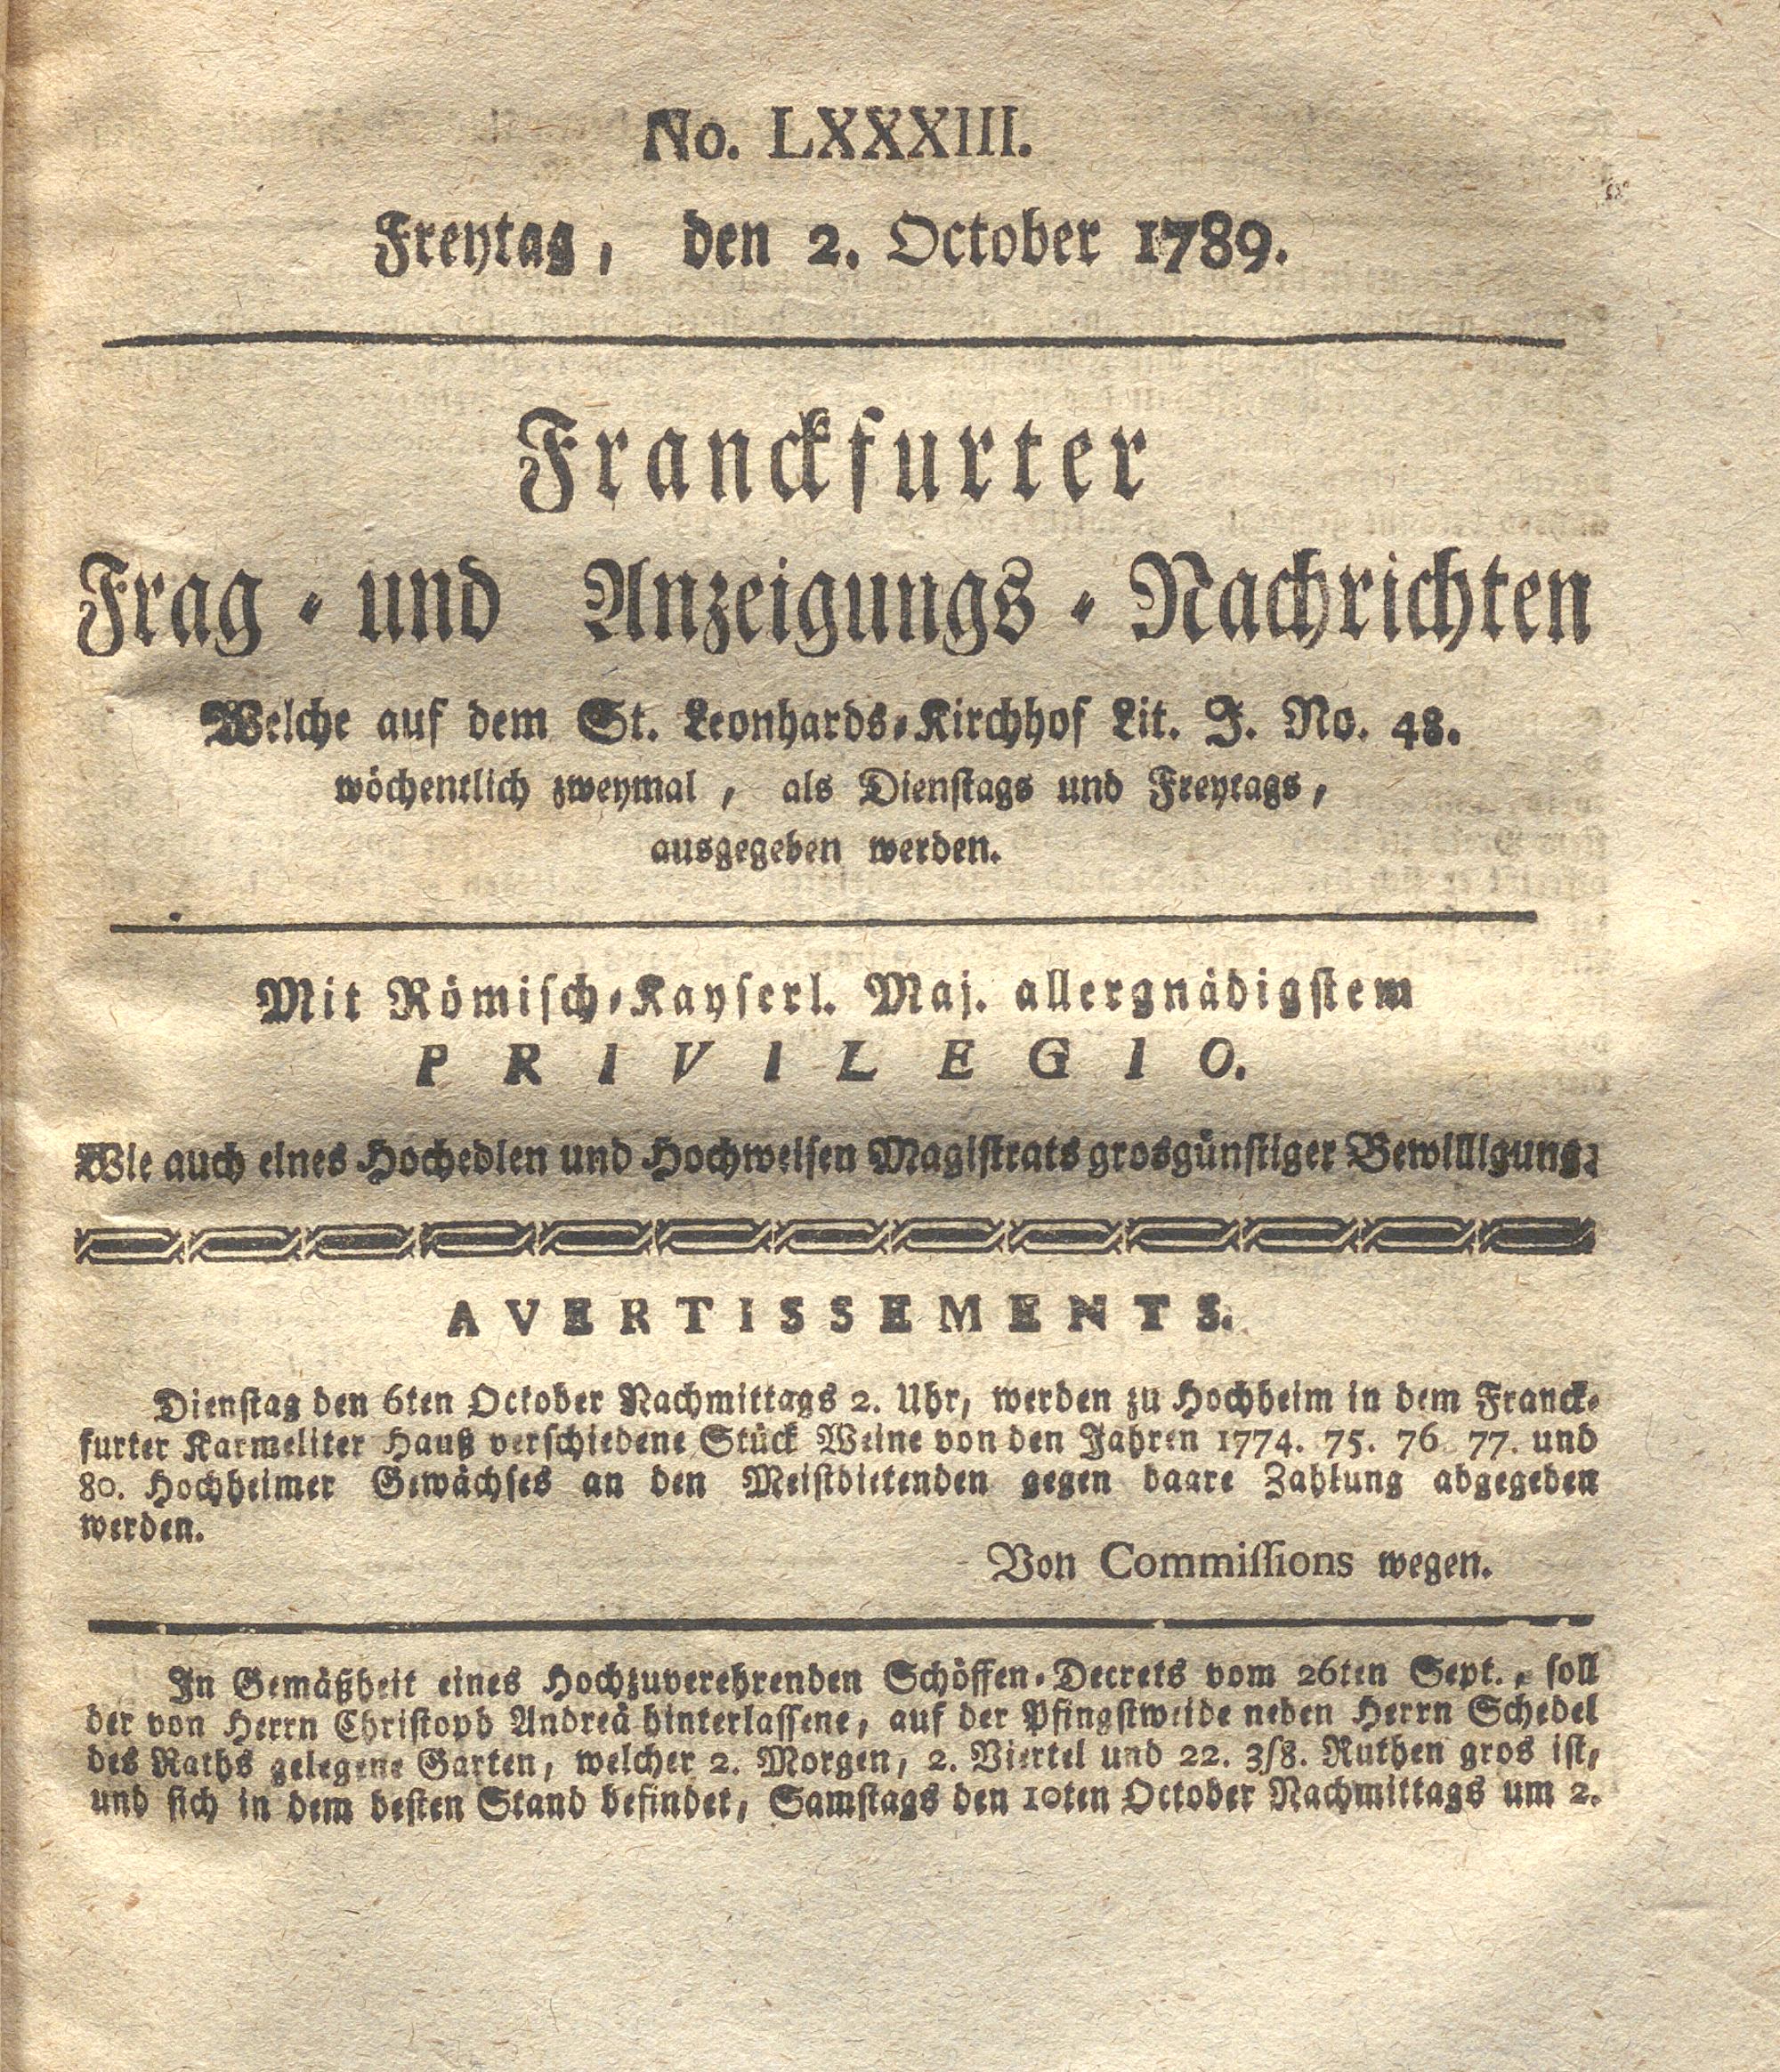 No. LXXXIII.
Freytag, den 2. October 1789.
Franckfurter
Frag- und Anzeigungs-Nachrichten
Welche auf dem St. Leonhards-Kirchhof Lit. J. No. 48.
wöchentlich zweymal, als Dienstags und Freytags,
ausgegeben werden.
Mit Römisch-Kayserl. Maj. allergnädigstem
PRIVILEGIO.
Wie auch eines Hochedlen und Hochweisen Magistrats grosgünstiger Bewilligung.
AVERTISSEMENTS.
Dienstag den 6ten October Nachmittags 2. Uhr, werden zu Hochheim in dem Franck-
furter Karmeliter Hauß verschiedene Stück Weine von den Jahren 1774. 75. 76 77. und
80. Hochheimer Gewächses an den Meistbietenden gegen baare Zahlung abgegeben
werden.
Von Commissions wegen.
In Gemäßheit eines Hochzuverehrenden Schöffen-Decrets vom 26ten Sept., soll
der von Herrn Christoph Andreä hinterlassene, auf der Pfingstweide neben Herrn Schedel
des Raths gelegene Garten, welcher 2. Morgen, 2. Viertel und 22. 3/8. Ruthen gros ist,
und sich in dem besten Stand befindet, Samstags den 10ten October Nachmittags um 2.